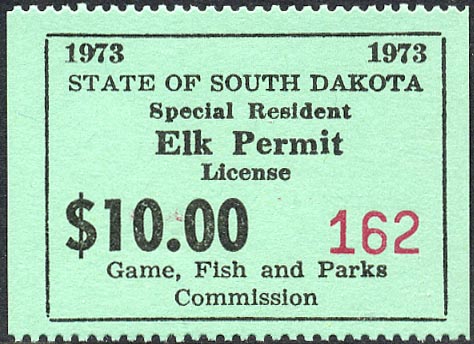 1973 1973
STATE OF SOUTH DAKOTA
Special Resident
Elk Permit
License
$10.00 162
Game, Fish and Parks
Commission